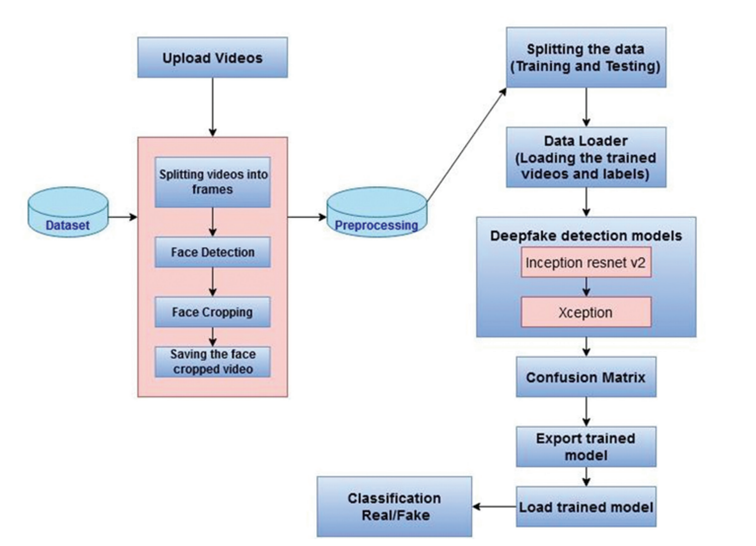 Upload Videos
Splitting videos into
frames
Face Detection
Face Cropping
Saving the face
cropped video
Dataset
Preprocessing
Splitting the data
(Training and Testing)
Data Loader
(Loading the trained
videos and labels)
Deepfake detection models
Inception resnet v2
Xception
Confusion Matrix
Export trained
model
Load trained model
Classification
Real/Fake